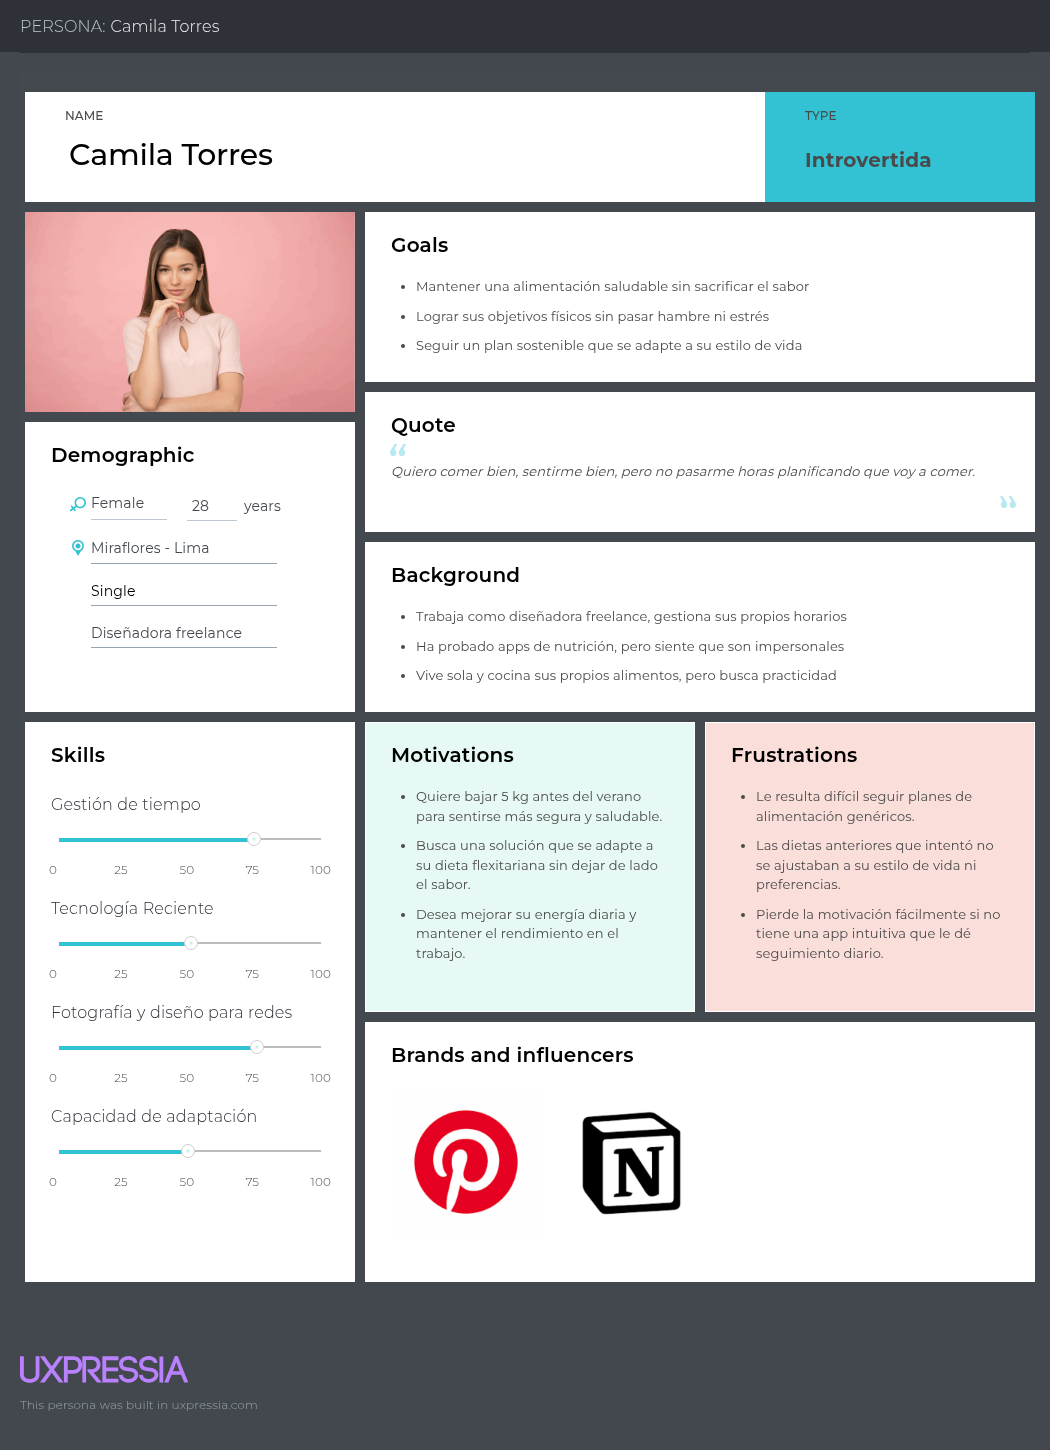 PERSONA: Camila Torres
NAME
Camila Torres
TYPE
Introvertida
Goals
Mantener una alimentación saludable sin sacrificar el sabor
Lograr sus objetivos físicos sin pasar hambre ni estrés
Seguir un plan sostenible que se adapte a su estilo de vida
Quote
“
Quiero comer bien, sentirme bien, pero no pasarme horas planificando que voy a comer.
”
Demographic
Female 28 years
Miraflores - Lima
Single
Diseñadora freelance
Background
Trabaja como diseñadora freelance, gestiona sus propios horarios
Ha probado apps de nutrición, pero siente que son impersonales
Vive sola y cocina sus propios alimentos, pero busca practicidad
Skills
Gestión de tiempo
0 25 50 75 100
Tecnología Reciente
0 25 50 75 100
Fotografía y diseño para redes
0 25 50 75 100
Capacidad de adaptación
0 25 50 75 100
Motivations
Quiere bajar 5 kg antes del verano
para sentirse más segura y saludable.
Busca una solución que se adapte a
su dieta flexitariana sin dejar de lado
el sabor.
Desea mejorar su energía diaria y
mantener el rendimiento en el
trabajo.
Frustrations
Le resulta difícil seguir planes de
alimentación genéricos.
Las dietas anteriores que intentó no
se ajustaban a su estilo de vida ni
preferencias.
Pierde la motivación fácilmente si no
tiene una app intuitiva que le dé
seguimiento diario.
Brands and influencers
N
UXPRESSIA
This persona was built in uxpressia.com